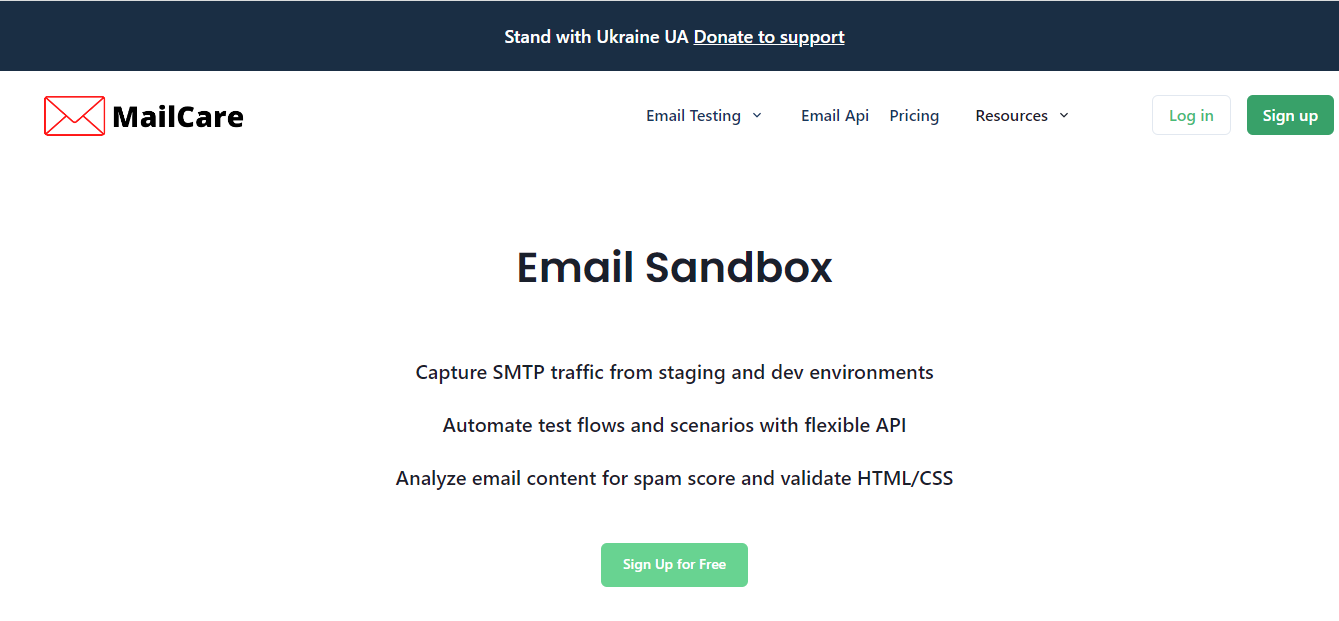 Stand with Ukraine UA Donate to support
MailCare
Email Testing Email Api Pricing Resources Log in Sign up
Email Sandbox
Capture SMTP traffic from staging and dev environments
Automate test flows and scenarios with flexible API
Analyze email content for spam score and validate HTML/CSS
Sign Up for Free